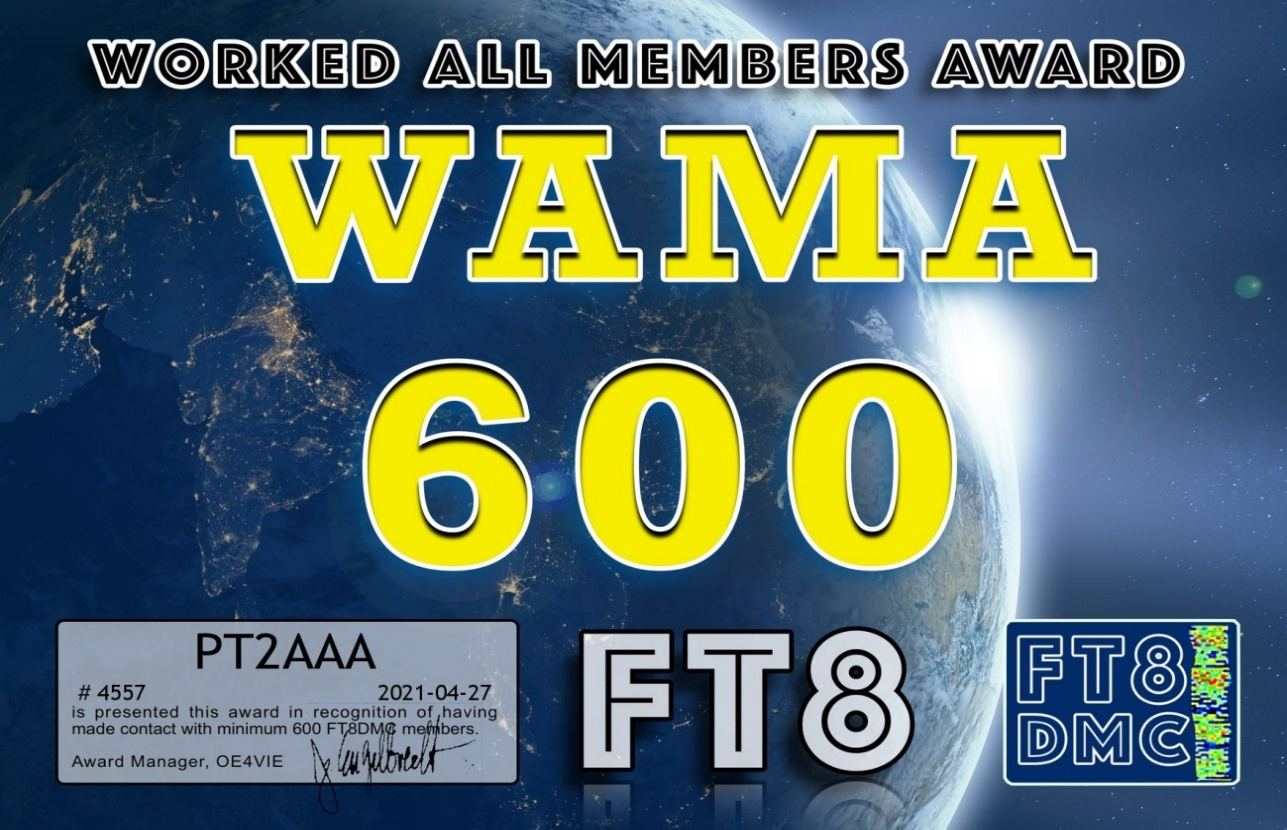 WORKED ALL MEMBERS AWARD
WAMA
600
PT2AAA
# 4557 2021-04-27
is presented this award in recognition of having
made contact with minimum 600 FT8DMC members.
Award Manager, OE4VIE
FT8
FT8
DMC